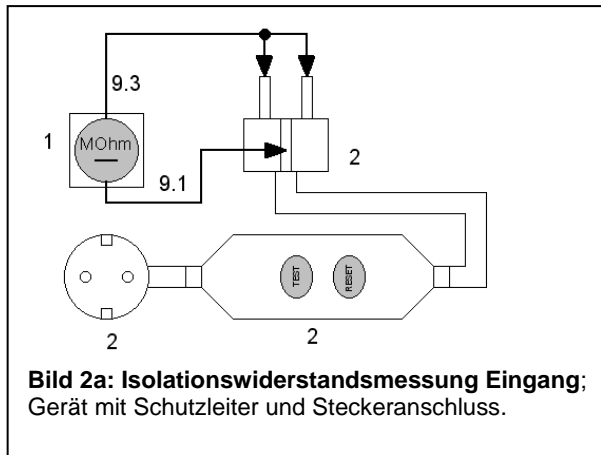 9.3
1
MOhm
2
9.1
TEST
RESET
2
2
Bild 2a: Isolationswiderstandsmessung Eingang;
Gerät mit Schutzleiter und Steckeranschluss.